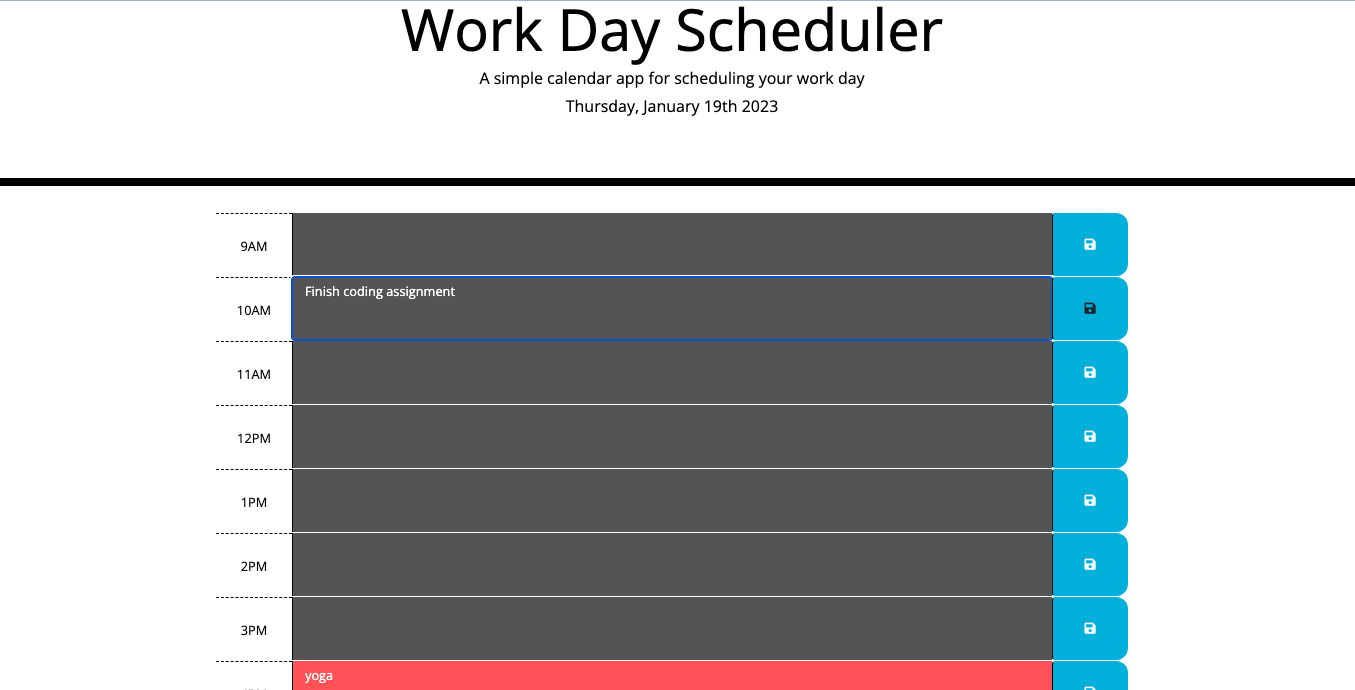 Work Day Scheduler
A simple calendar app for scheduling your work day
Thursday, January 19th 2023
9AM
10AM
Finish coding assignment
11AM
12PM
1PM
2PM
3PM
yoga